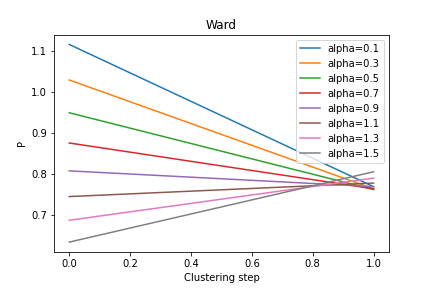 Ward
P
1.1
1.0
0.9
0.8
0.7
alpha=0.1
alpha=0.3
alpha=0.5
alpha=0.7
alpha=0.9
alpha=1.1
alpha=1.3
alpha=1.5
0.0 0.2 0.4 0.6 0.8 1.0
Clustering step